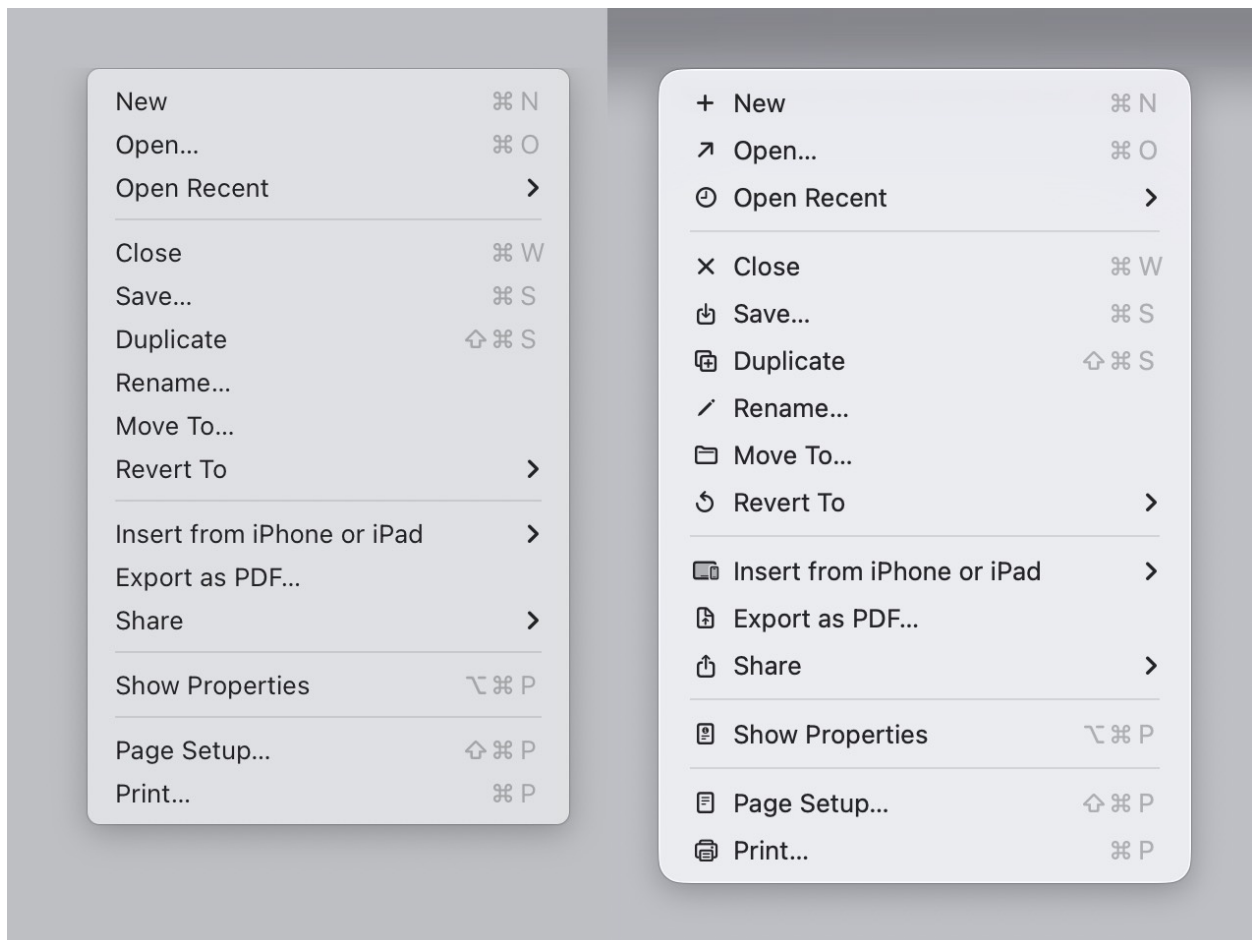 New ⌘ N
Open... ⌘ O
Open Recent
Close ⌘ W
Save... ⌘ S
Duplicate ⇧⌘ S
Rename...
Move To...
Revert To
Insert from iPhone or iPad
Export as PDF...
Share
Show Properties ⌥⌘ P
Page Setup... ⇧⌘ P
Print... ⌘ P
New ⌘ N
Open... ⌘ O
Open Recent
Close ⌘ W
Save... ⌘ S
Duplicate ⇧⌘ S
Rename...
Move To...
Revert To
Insert from iPhone or iPad
Export as PDF...
Share
Show Properties ⌥⌘ P
Page Setup... ⇧⌘ P
Print... ⌘ P